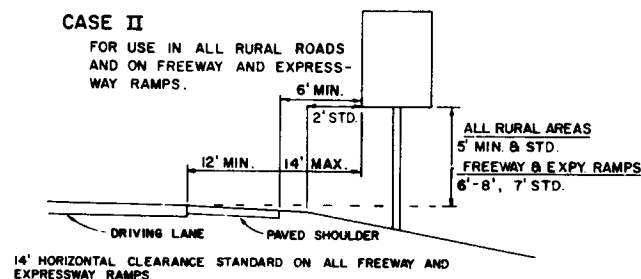 CASE II
FOR USE IN ALL RURAL ROADS
AND ON FREEWAY AND EXPRESS-
WAY RAMPS.
6' MIN.
2' STD.
12' MIN. 14' MAX.
ALL RURAL AREAS
5' MIN. & STD.
FREEWAY & EXPY. RAMPS
6'-8', 7' STD.
DRIVING LANE
PAVED SHOULDER
14' HORIZONTAL CLEARANCE STANDARD ON ALL FREEWAY AND
EXPRESSWAY RAMPS